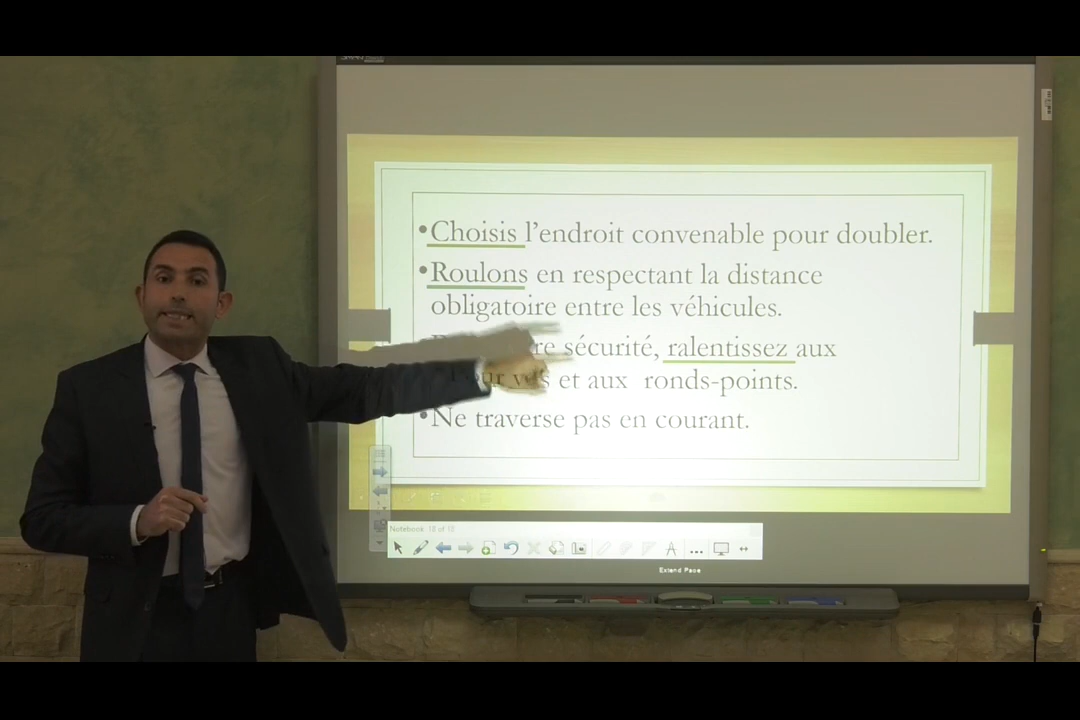 •Choisis l’endroit convenable pour doubler.
•Roulons en respectant la distance
obligatoire entre les véhicules.
sécurité, ralentissez aux
et aux ronds-points.
•Ne traverse pas en courant.
Notebook
Extend Page